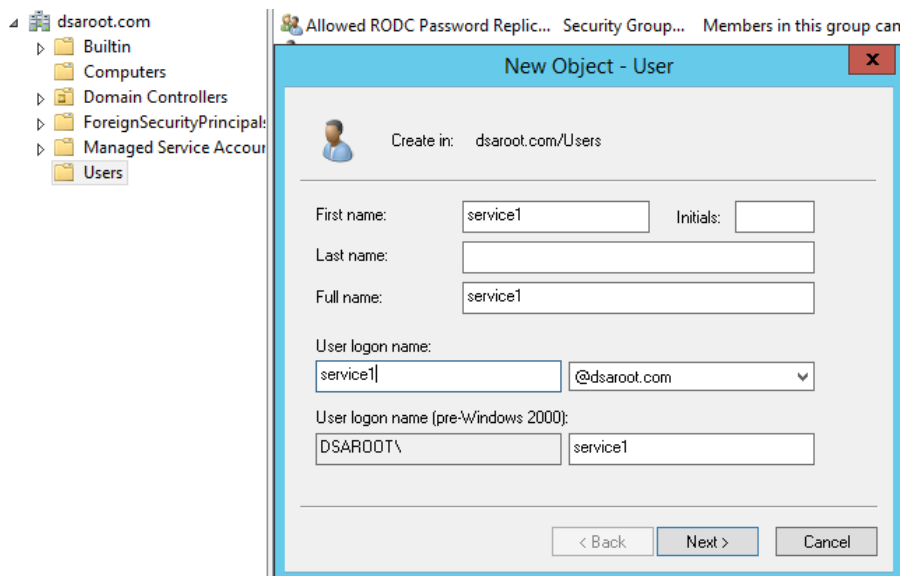 dsaroot.com
Builtin
Computers
Domain Controllers
ForeignSecurityPrincipals
Managed Service Accour
Users
Allowed RODC Password Replic... Security Group... Members in this group can
New Object - User
x
Create in: dsaroot.com/Users
First name: service1 Initials:
Last name:
Full name: service1
User logon name:
service1 @dsaroot.com
User logon name (pre-Windows 2000):
DSAROOT\ service1
< Back Next > Cancel